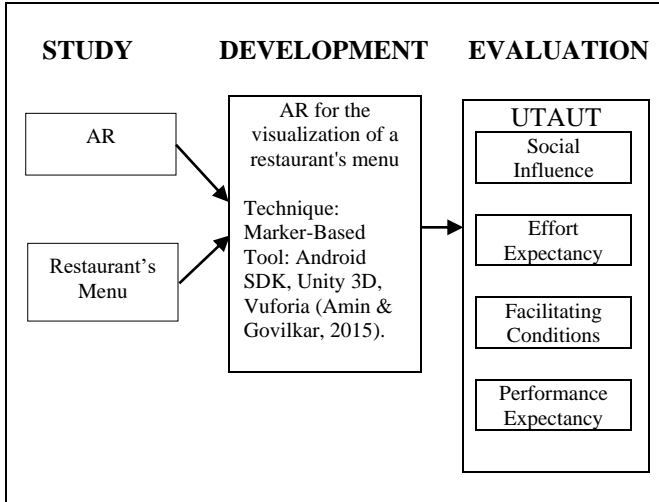 STUDY
DEVELOPMENT
EVALUATION
AR
Restaurant’s
Menu
AR for the
visualization of a
restaurant's menu
Technique:
Marker-Based
Tool: Android
SDK, Unity 3D,
Vuforia (Amin &
Govilkar, 2015).
UTAUT
Social
Influence
Effort
Expectancy
Facilitating
Conditions
Performance
Expectancy